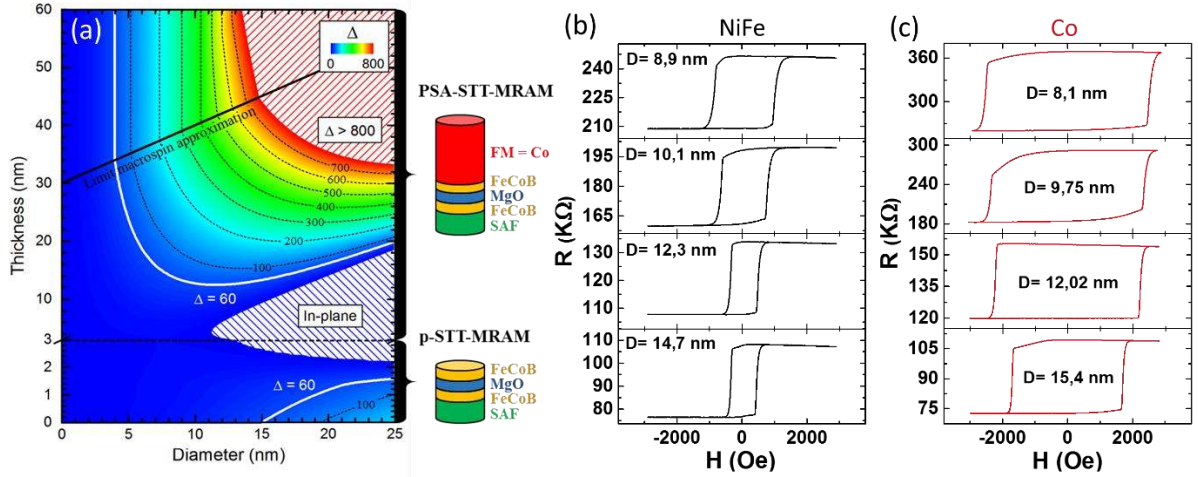 (a)
Thickness (nm)
60
50
40
30
20
10
3
2
1
0
0 5 10 15 20 25
Diameter (nm)
Δ
0 800
Δ > 800
Limit macrospin approximation
700
600
500
400
300
200
100
Δ = 60
In-plane
Δ = 60
100
PSA-STT-MRAM
FM = Co
FeCoB
MgO
FeCoB
SAF
p-STT-MRAM
FeCoB
MgO
FeCoB
SAF
(b) NiFe
R (KΩ)
D= 8,9 nm
240
225
210
D= 10,1 nm
195
180
165
D= 12,3 nm
130
120
110
D= 14,7 nm
110
100
90
80
-2000 0 2000
H (Oe)
(c) Co
R (KΩ)
D= 8,1 nm
360
330
300
D= 9,75 nm
300
240
180
D= 12,02 nm
150
135
120
D = 15,4 nm
105
90
75
-2000 0 2000
H (Oe)